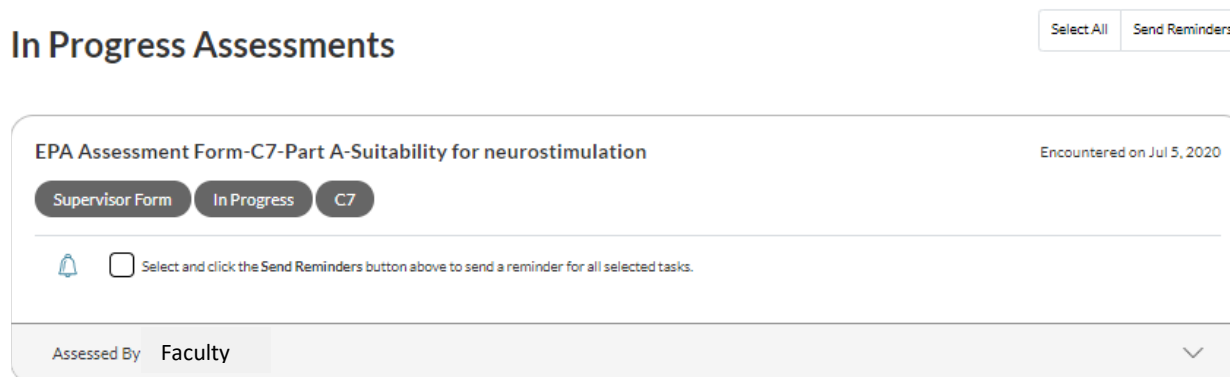 In Progress Assessments
Select All
Send Reminders
EPA Assessment Form-C7-Part A-Suitability for neurostimulation
Encountered on Jul 5, 2020
Supervisor Form
In Progress
C7
Select and click the Send Reminders button above to send a reminder for all selected tasks.
Assessed By
Faculty